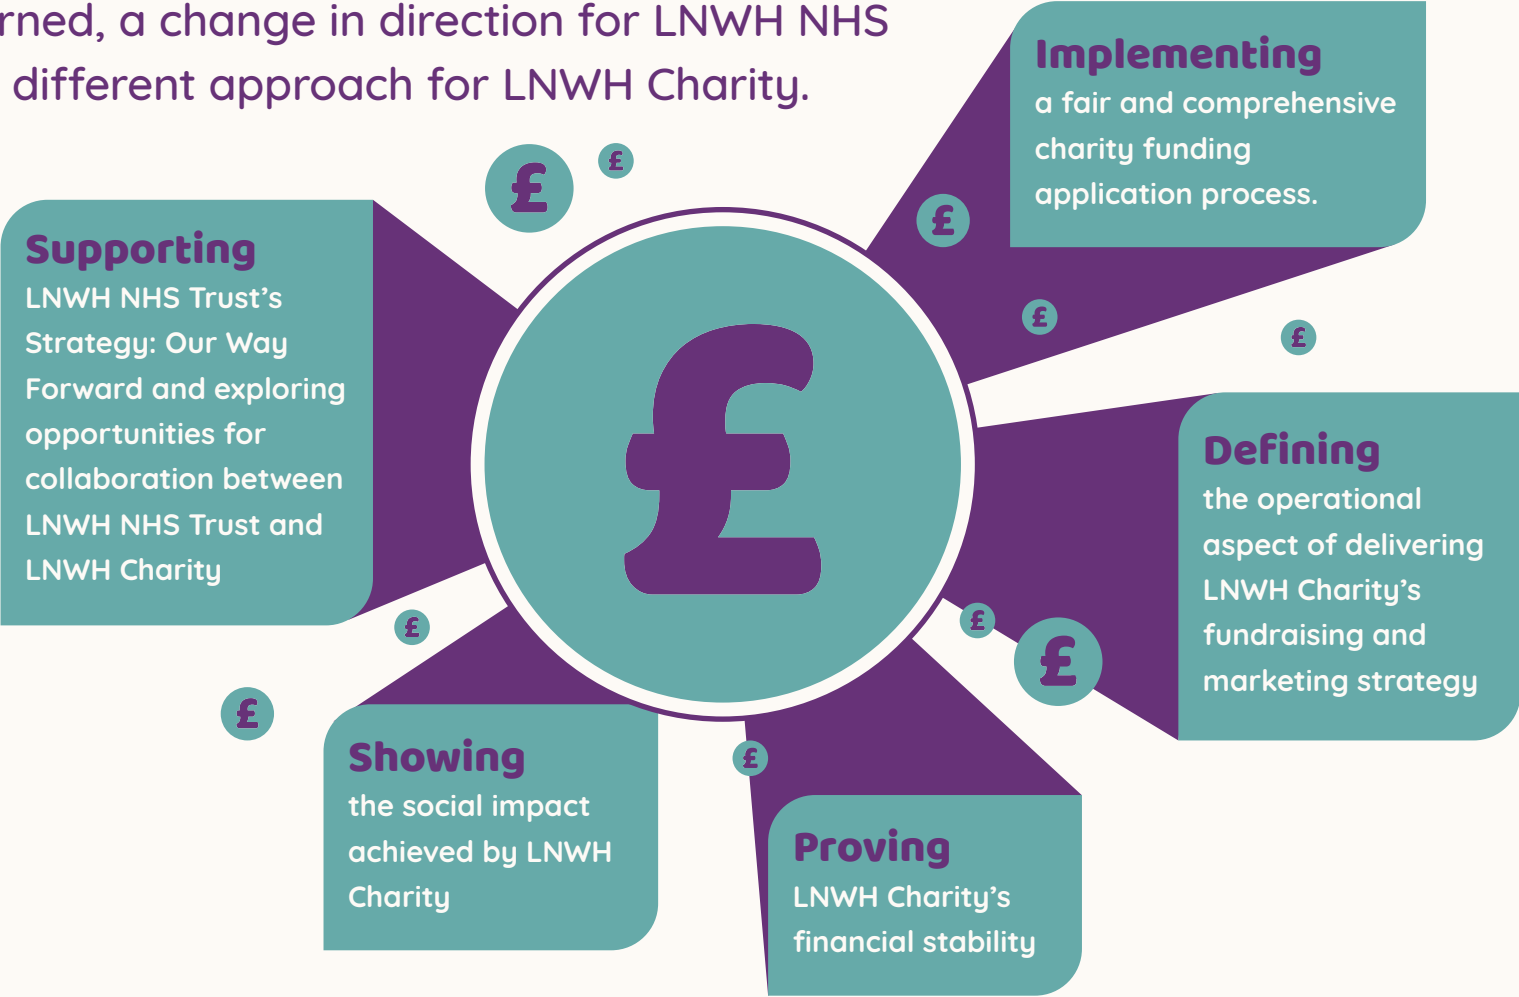 rned, a change in direction for LNWH NHS
different approach for LNWH Charity.
£
£
Implementing
a fair and comprehensive
charity funding
application process.
£
£
£
Supporting
LNWH NHS Trust’s
Strategy: Our Way
Forward and exploring
opportunities for
collaboration between
LNWH NHS Trust and
LNWH Charity
£
Defining
the operational
aspect of delivering
LNWH Charity’s
fundraising and
marketing strategy
£
£
£
£
Showing
the social impact
achieved by LNWH
Charity
£
Proving
LNWH Charity’s
financial stability